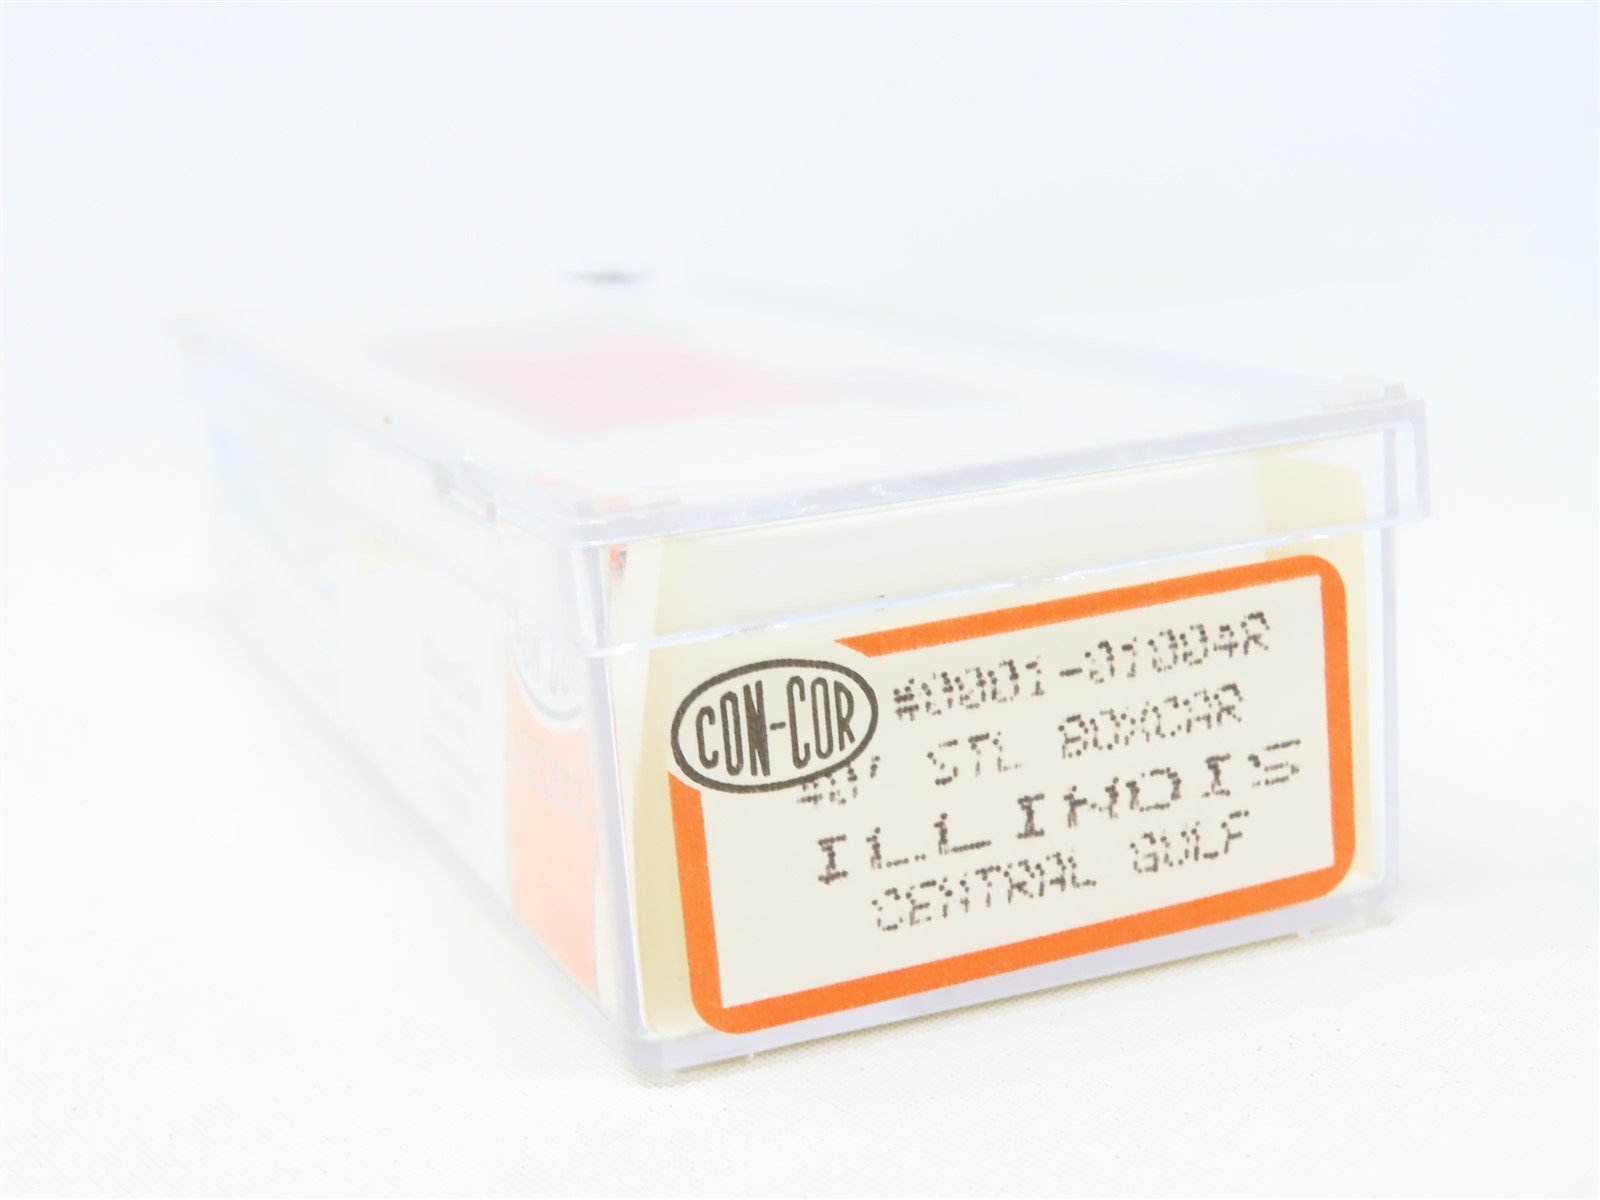 CON-COR
#0001-01004R
40' STL BOXCAR
ILLINOIS
CENTRAL GULF